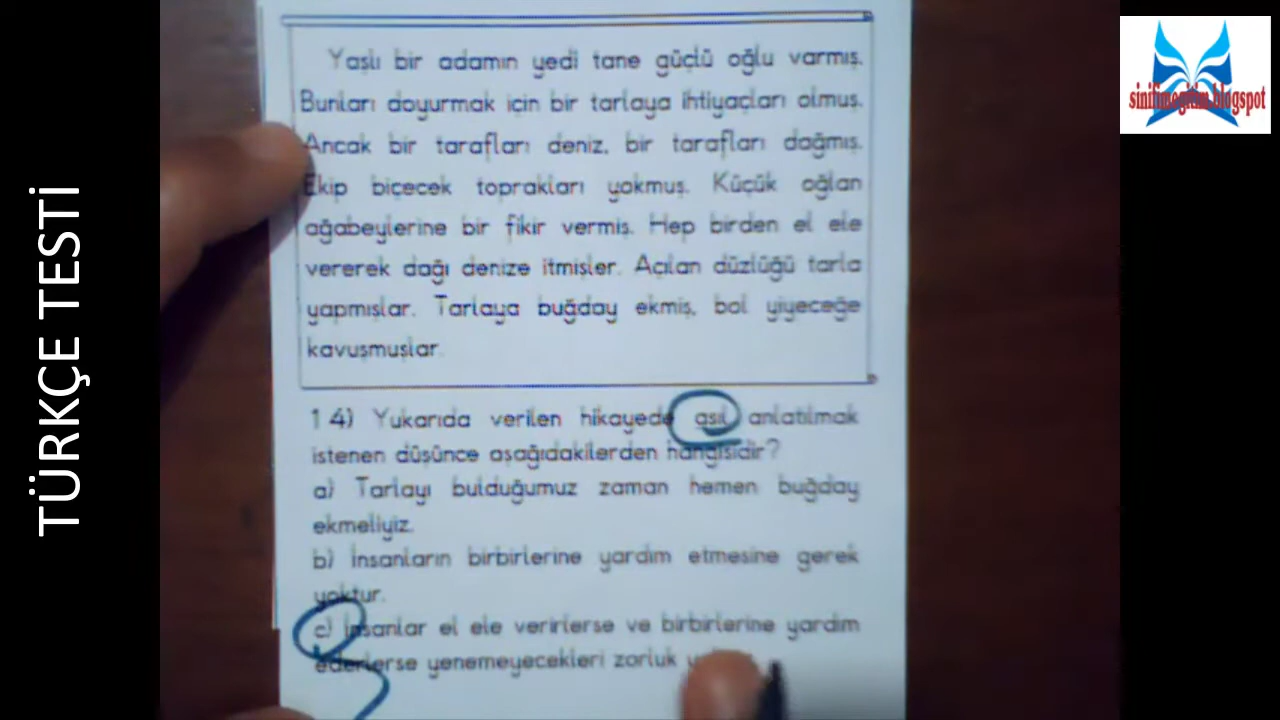 TÜRKÇE TESTİ
sinifimegitim.blogspot
Yaşlı bir adamın yedi tane güçlü oğlu varmış.
Bunları doyurmak için bir tarlaya ihtiyaçları olmuş.
Ancak bir tarafları deniz, bir tarafları dağmış.
Ekip biçecek toprakları yokmuş. Küçük oğlan
ağabeylerine bir fikir vermiş. Hep birden el ele
vererek dağı denize itmişler. Açılan düzlüğü tarla
yapmışlar. Tarlaya buğday ekmiş, bol yiyeceğe
kavuşmuşlar.
14) Yukarıda verilen hikayede asıl anlatılmak
istenen düşünce aşağıdakilerden hangisidir?
a) Tarlayı bulduğumuz zaman hemen buğday
ekmeliyiz.
b) İnsanların birbirlerine yardım etmesine gerek
yoktur.
c) İnsanlar el ele verirlerse ve birbirlerine yardım
ederlerse yenemeyecekleri zorluk